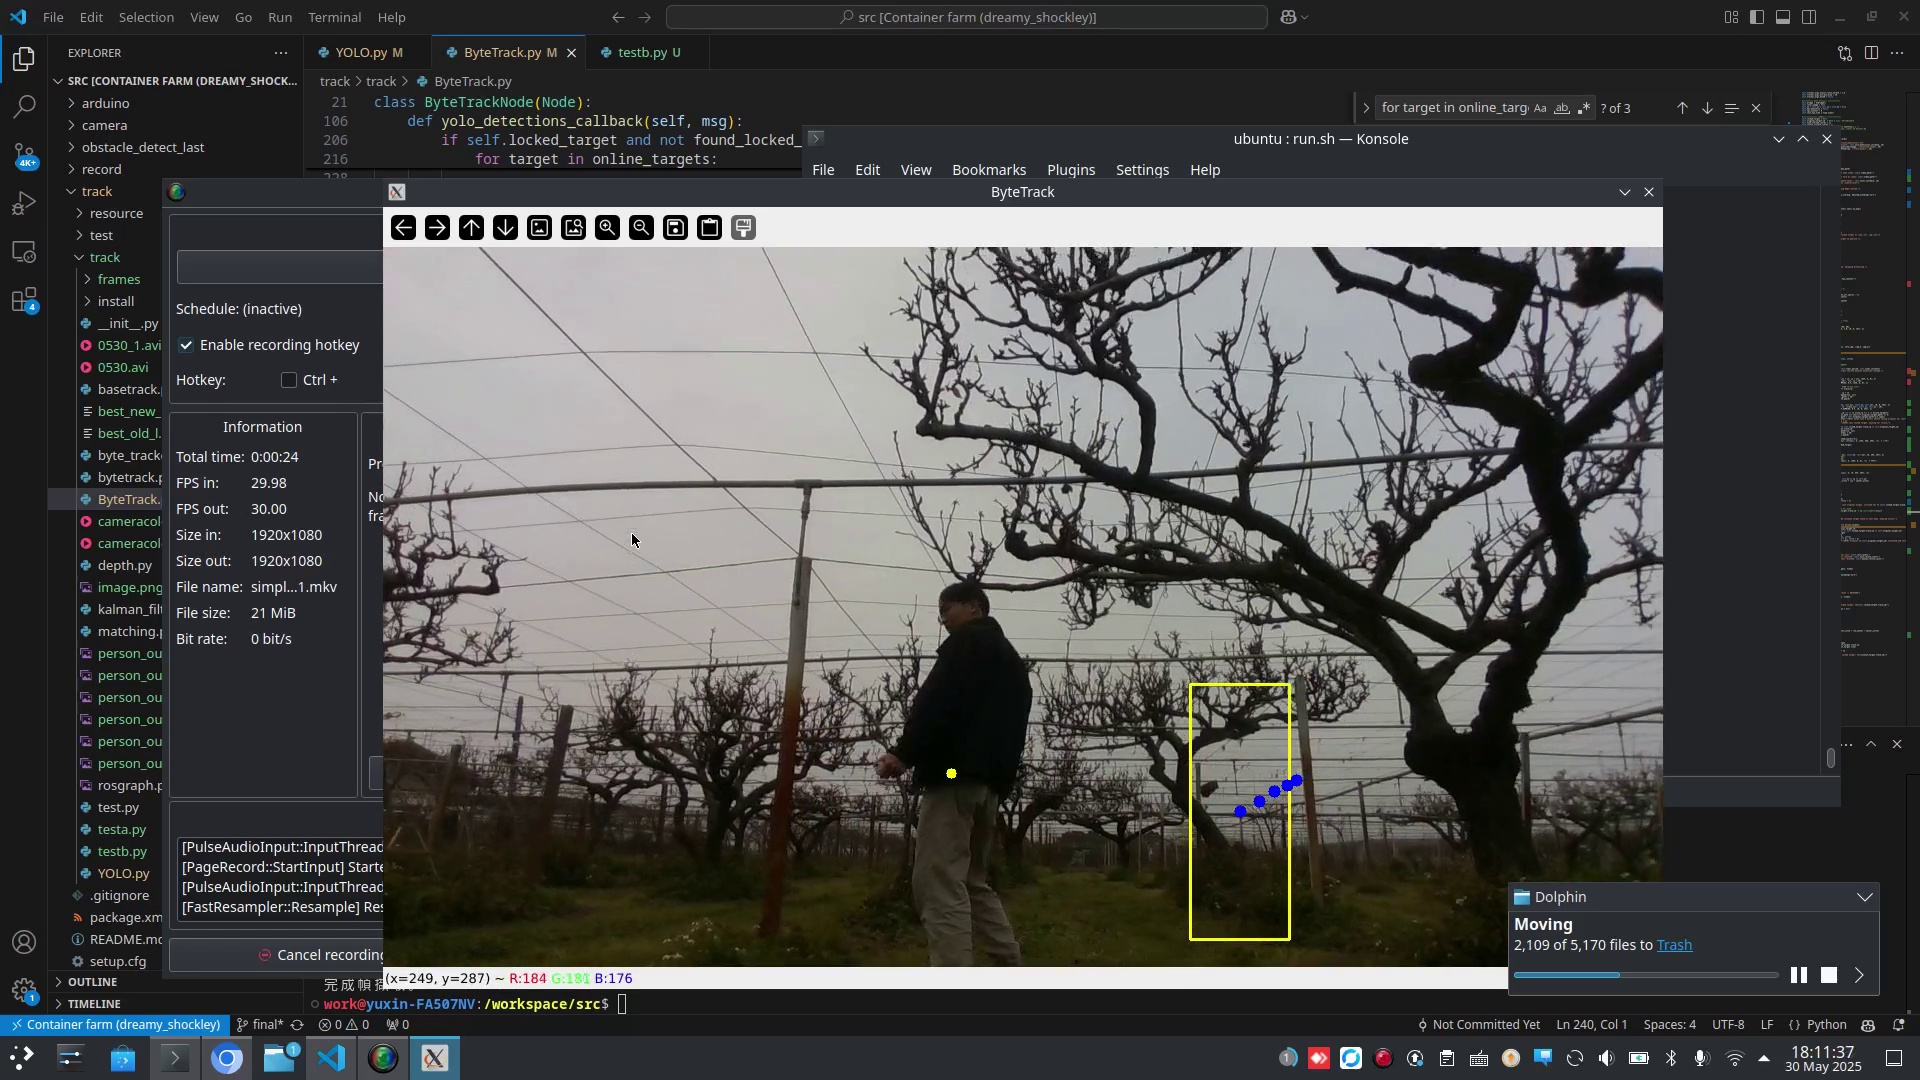 File Edit Selection View Go Run Terminal Help
src [Container farm (dreamy_shockley)]
EXPLORER
YOLO.py M
ByteTrack.py M
testb.py U
SRC [CONTAINER FARM (DREAMY_SHOCK...
track > track > ByteTrack.py
arduino
21 class ByteTrackNode(Node):
for target in online_targ
Aa ab
? of 3
camera
106 def yolo_detections_callback(self, msg):
obstacle_detect_last
206 if self.locked_target and not found_locked_
ubuntu : run.sh — Konsole
4K+
record
216 for target in online_targets:
File Edit View Bookmarks Plugins Settings Help
track
ByteTrack
resource
test
track
frames
install
__init__.py
0530_1.avi
0530.avi
basetrack.
best_new_
best_old_l.
byte_track
bytetrack.p
ByteTrack.
cameracol
cameracol
depth.py
image.png
kalman_filt
matching.p
person_ou
person_ou
person_ou
person_ou
person_ou
person_ou
rosgraph.p
test.py
testa.py
testb.py
YOLO.py
.gitignore
package.xm
README.md
setup.cfg
OUTLINE
TIMELINE
4
1
Schedule: (inactive)
Enable recording hotkey
Hotkey: Ctrl +
Information
Total time: 0:00:24
FPS in: 29.98
FPS out: 30.00
Size in: 1920x1080
Size out: 1920x1080
File name: simpl...1.mkv
File size: 21 MiB
Bit rate: 0 bit/s
Pr
No
fra
[PulseAudioInput::InputThread
[PageRecord::StartInput] Starte
[PulseAudioInput::InputThread
[FastResampler::Resample] Res
Cancel recording
(x=249, y=287) ~ R:184 G:181 B:176
Dolphin
Moving
2,109 of 5,170 files to Trash
work@yuxin-FA507NV:/workspace/src$
Container farm (dreamy_shockley) final* 0 0 0
Not Committed Yet Ln 240, Col 1 Spaces: 4 UTF-8 LF {} Python
1
1
18:11:37
30 May 2025